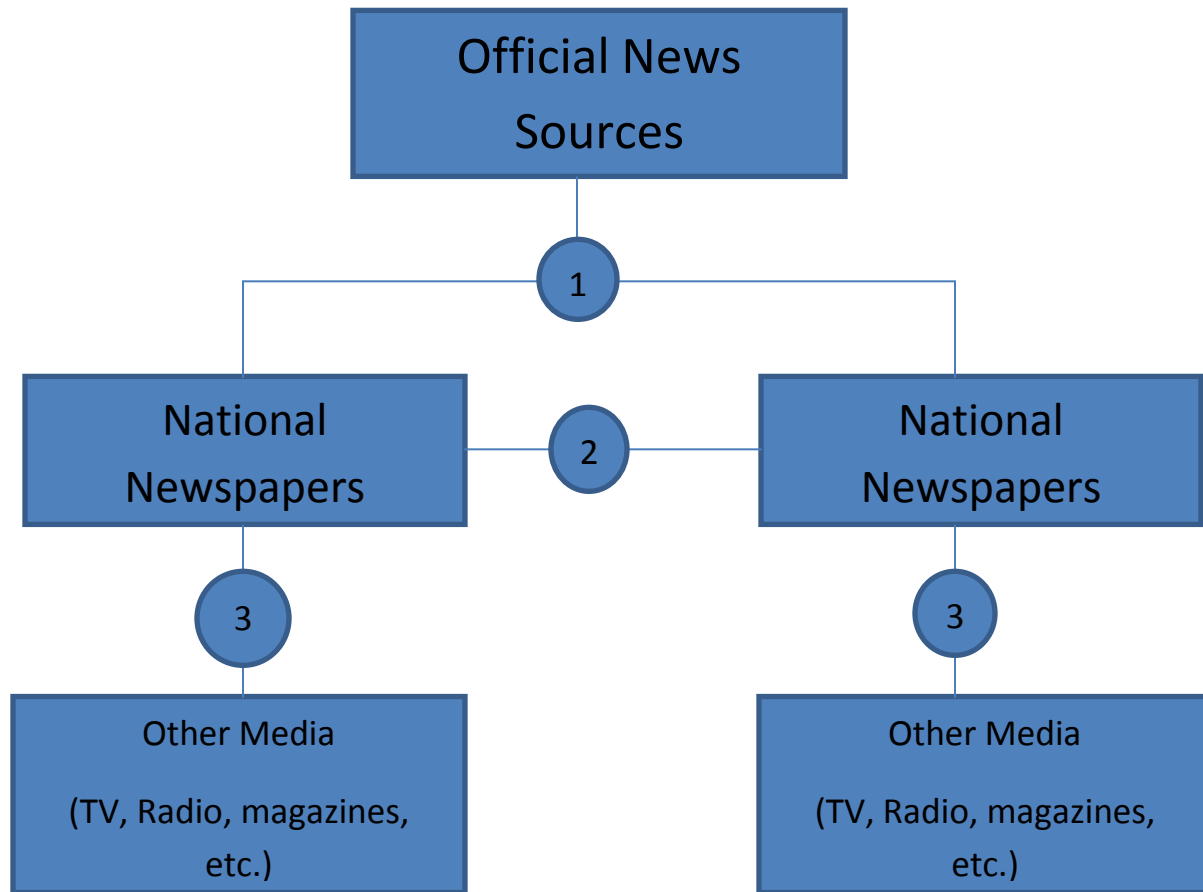 Official News
Sources
1
National
Newspapers
2
National
Newspapers
3
3
Other Media
(TV, Radio, magazines,
etc.)
Other Media
(TV, Radio, magazines,
etc.)